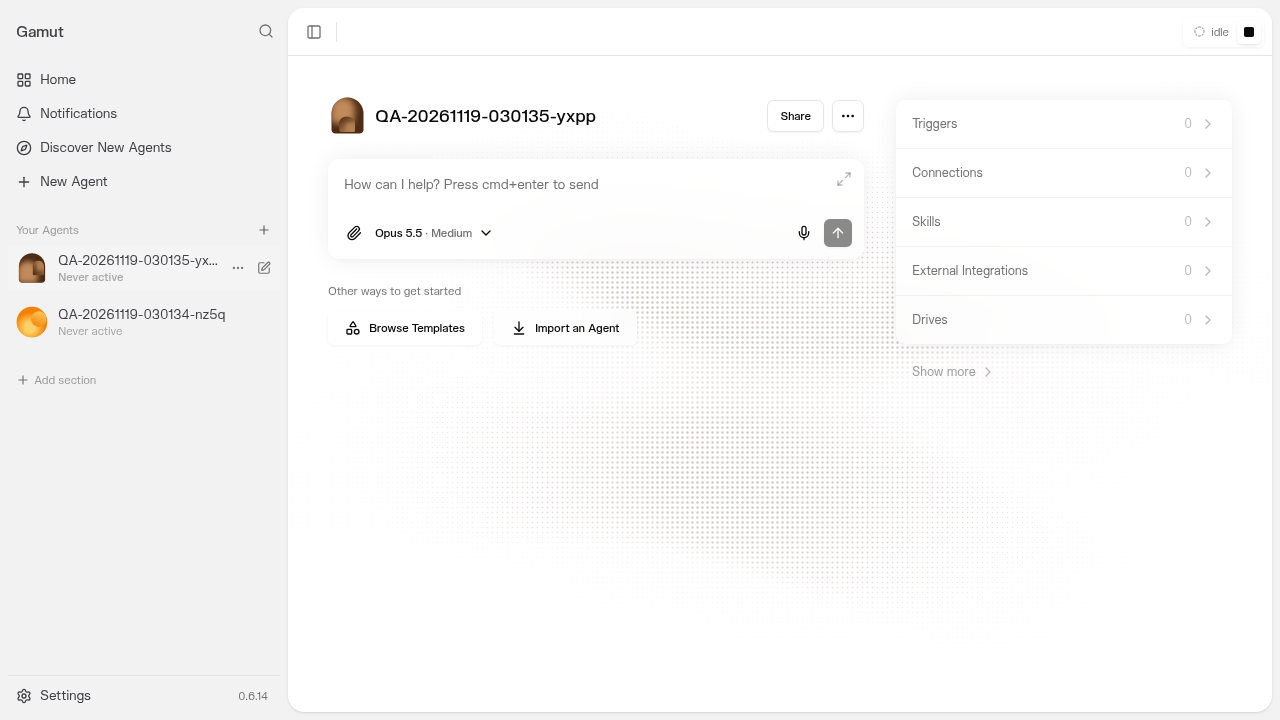 Gamut
Home
Notifications
Discover New Agents
New Agent
Your Agents
QA-20261119-030135-yx...
Never active
QA-20261119-030134-nz5q
Never active
Add section
Settings
0.6.14
idle
QA-20261119-030135-yxpp
Share
How can I help? Press cmd+enter to send
Opus 5.5 · Medium
Other ways to get started
Browse Templates
Import an Agent
Triggers 0
Connections 0
Skills 0
External Integrations 0
Drives 0
Show more